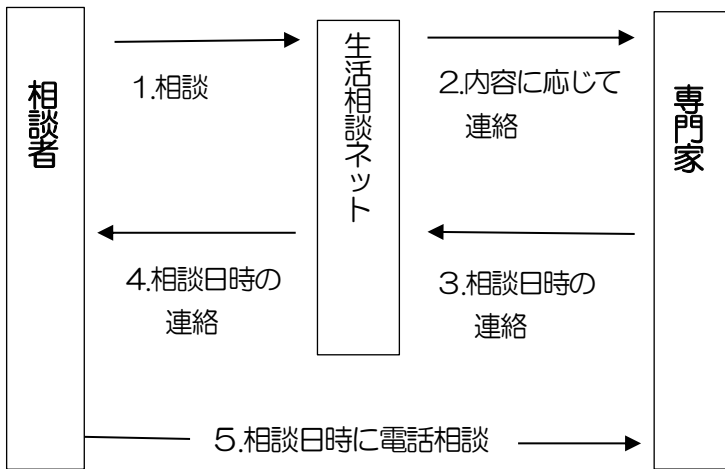 相談者
1.相談
生活相談ネット
2.内容に応じて
連絡
専門家
4.相談日時の
連絡
3.相談日時の
連絡
5.相談日時に電話相談